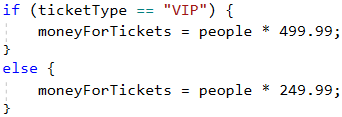 if (ticketType == "VIP") {
    moneyForTickets = people * 499.99;
}
else {
    moneyForTickets = people * 249.99;
}